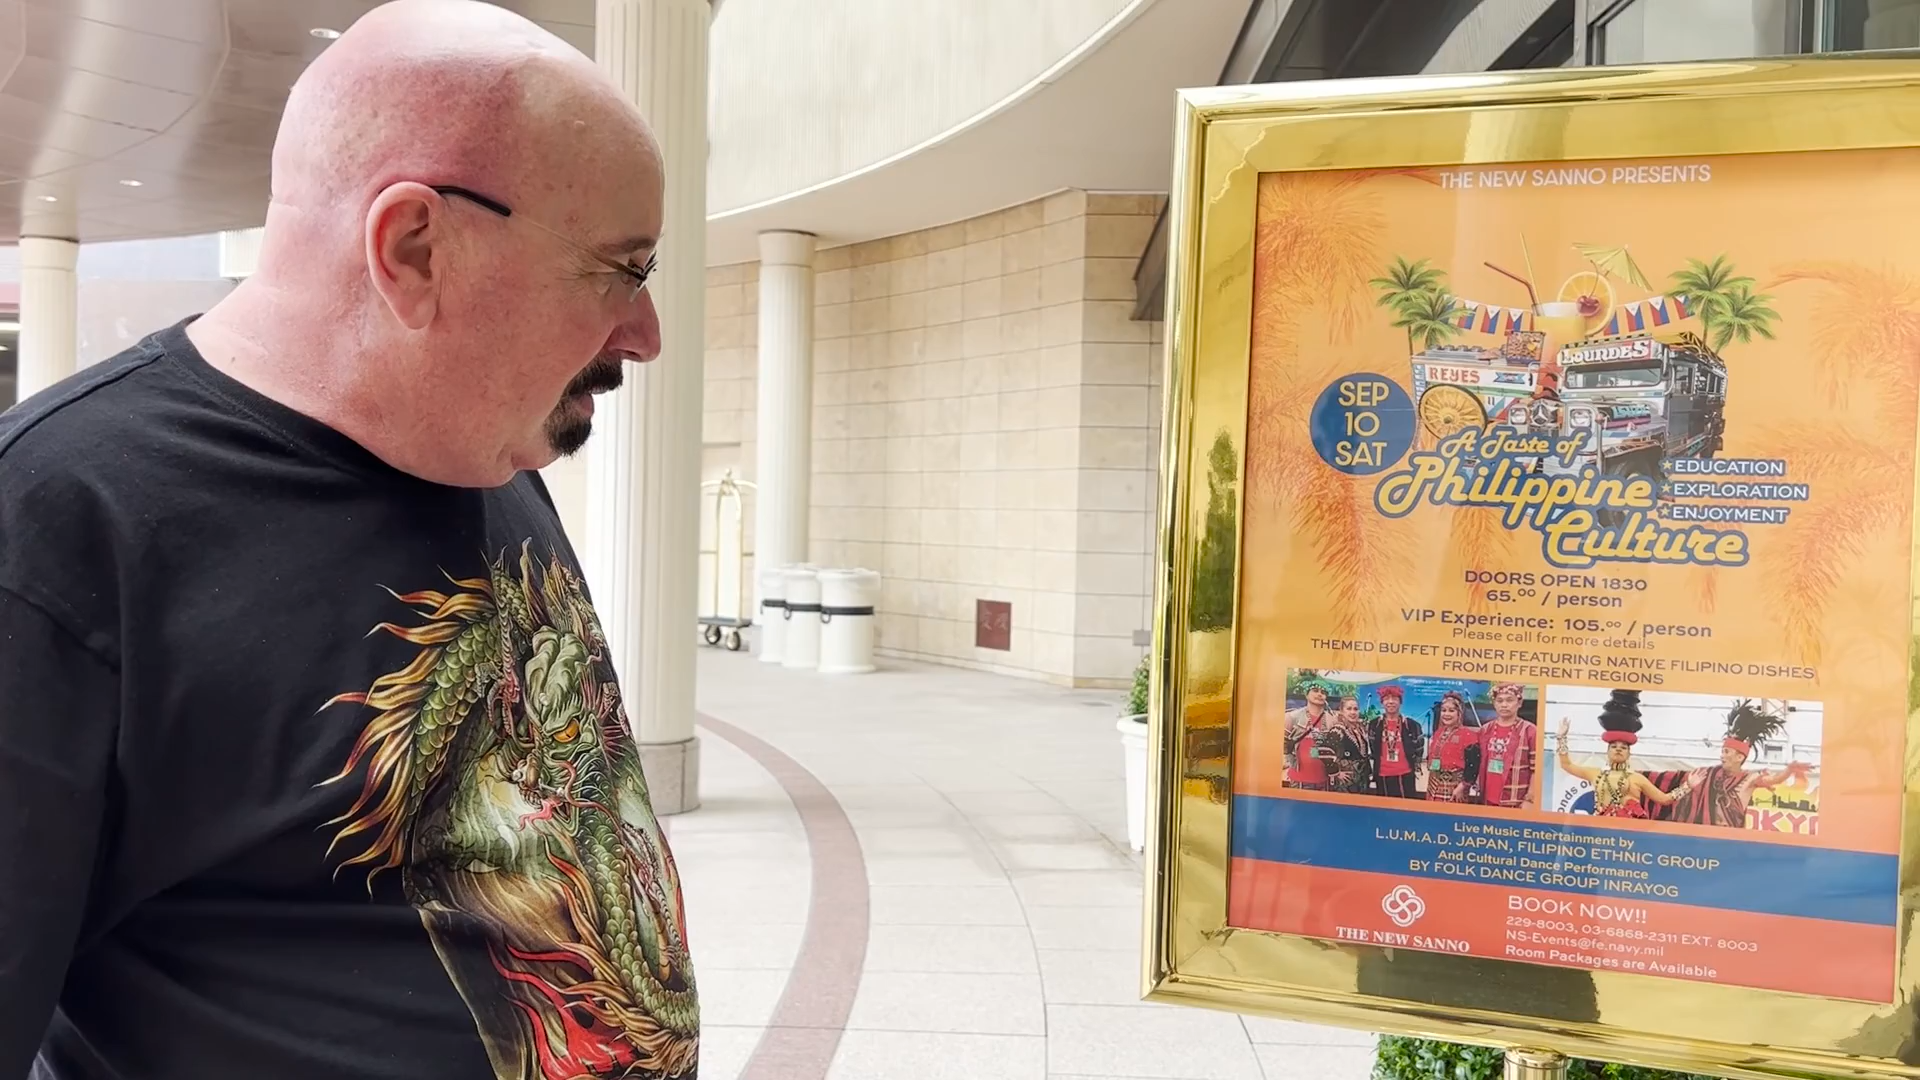 THE NEW SANNO PRESENTS
LOURDES
REYES
SEP
10
SAT
A Taste of
Philippine
Culture
★EDUCATION
★EXPLORATION
★ENJOYMENT
DOORS OPEN 1830
65.⁰⁰ / person
VIP Experience: 105.⁰⁰ / person
Please call for more details
THEMED BUFFET DINNER FEATURING NATIVE FILIPINO DISHES
FROM DIFFERENT REGIONS
Live Music Entertainment by
L.U.M.A.D. JAPAN, FILIPINO ETHNIC GROUP
And Cultural Dance Performance
BY FOLK DANCE GROUP INRAYOG
THE NEW SANNO
BOOK NOW!!
229-8003, 03-6868-2311 EXT. 8003
NS-Events@fe.navy.mil
Room Packages are Available